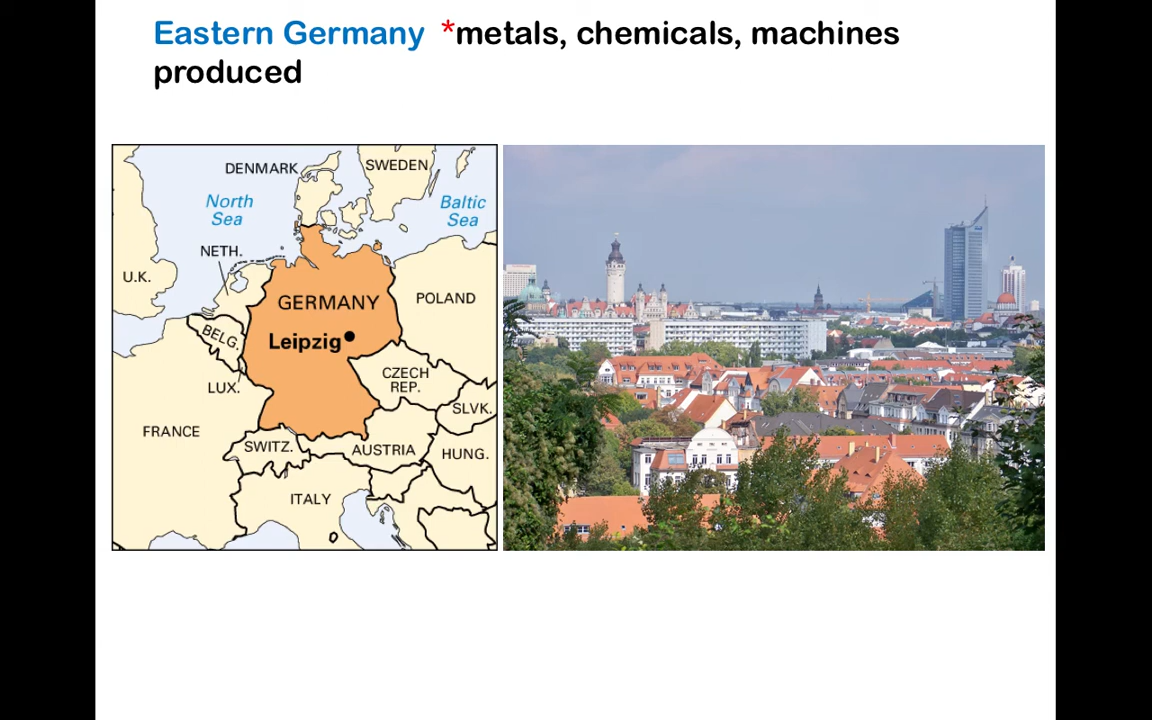 Eastern Germany *metals, chemicals, machines
produced
DENMARK
SWEDEN
North
Sea
Baltic
Sea
NETH.
U.K.
GERMANY
POLAND
BELG.
Leipzig
CZECH
REP.
LUX.
SLVK.
FRANCE
SWITZ.
AUSTRIA
HUNG.
ITALY